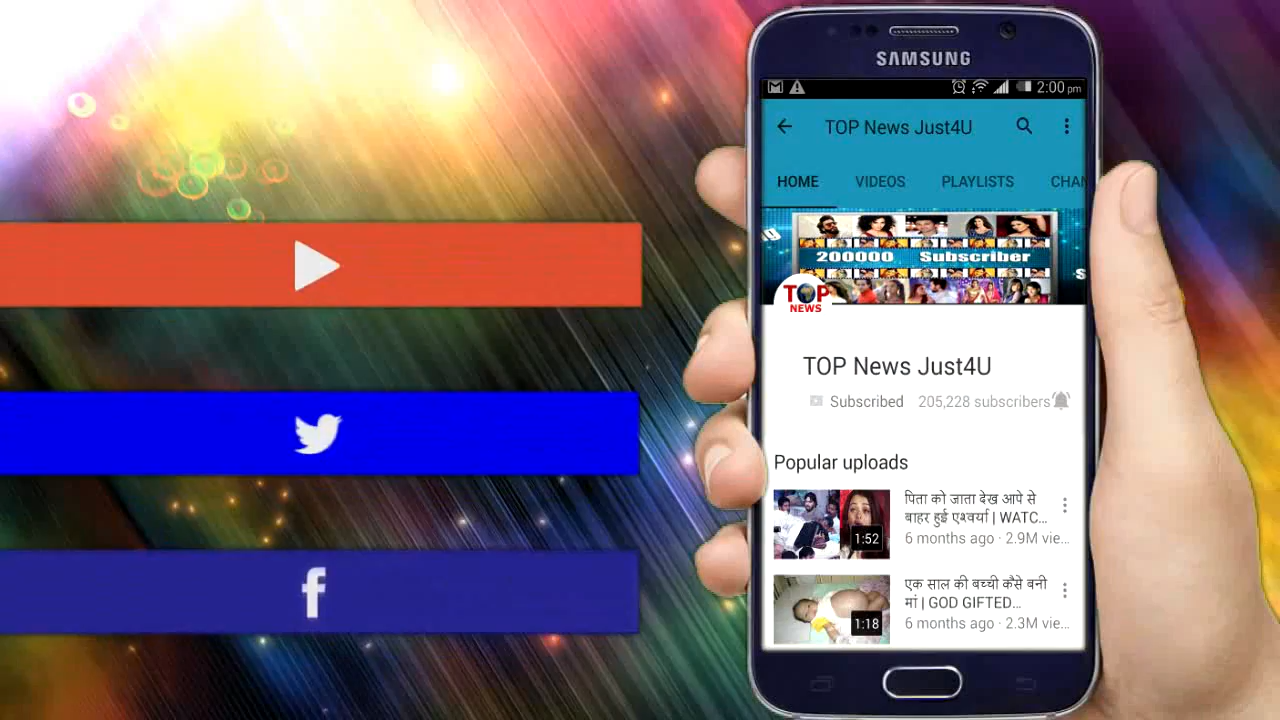 SAMSUNG
2:00 pm
TOP News Just4U
HOME VIDEOS PLAYLISTS CHAN
200000 Subscriber
TOP
NEWS
TOP News Just4U
Subscribed 205,228 subscribers
Popular uploads
पिता को जाता देख आपे से
बाहर हुई एश्वर्या | WATC...
6 months ago · 2.9M vie...
1:52
एक साल की बच्ची कैसे बनी
मां | GOD GIFTED...
6 months ago · 2.3M vie...
1:18